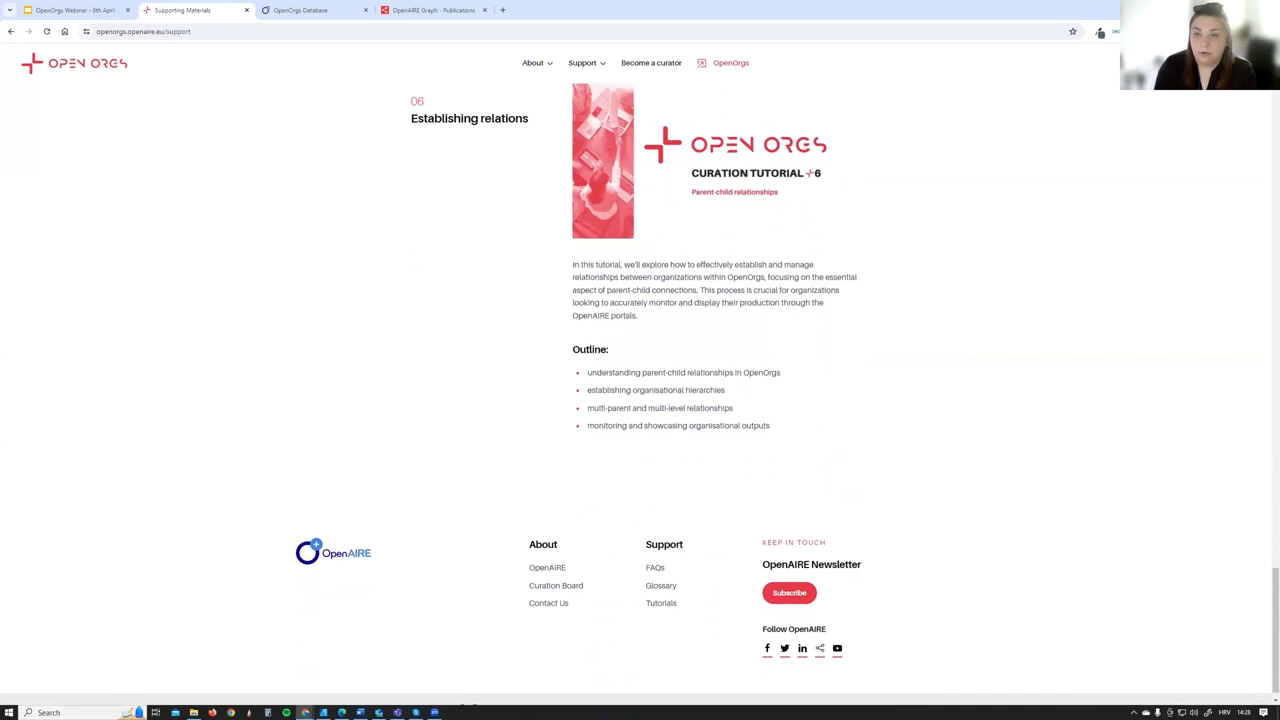 OpenOrgs Webinar - 9th April
Supporting Materials
OpenOrgs Database
OpenAIRE Graph - Publications
openorgs.openaire.eu/support
OPEN ORGS
About
Support
Become a curator
OpenOrgs
06
Establishing relations
OPEN ORGS
CURATION TUTORIAL 6
Parent-child relationships
In this tutorial, we'll explore how to effectively establish and manage
relationships between organizations within OpenOrgs, focusing on the essential
aspect of parent-child connections. This process is crucial for organizations
looking to accurately monitor and display their production through the
OpenAIRE portals.
Outline:
• understanding parent-child relationships in OpenOrgs
• establishing organisational hierarchies
• multi-parent and multi-level relationships
• monitoring and showcasing organisational outputs
OpenAIRE
About
OpenAIRE
Curation Board
Contact Us
Support
FAQs
Glossary
Tutorials
KEEP IN TOUCH
OpenAIRE Newsletter
Subscribe
Follow OpenAIRE
Search
HRV
14:28